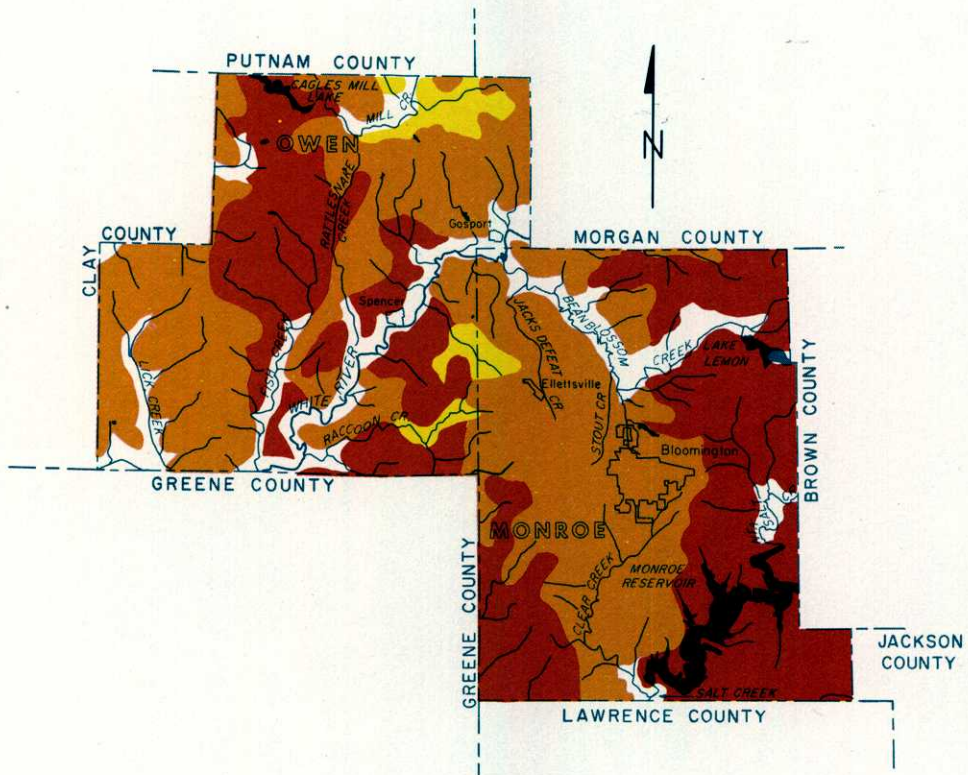 PUTNAM COUNTY
CAGLES MILL
LAKE
MILL CR
OWEN
RATTLESNAKE
CREEK
N
Gosport
COUNTY
CLAY
MORGAN COUNTY
Spencer
JACKS DEFEAT
CR
BEANBLOSSOM
CREEK
LAKE
LEMON
LICK CREEK
FISH CREEK
WHITE RIVER
Ellettsville
RACCOON CR
STOUT CR
BROWN COUNTY
Bloomington
GREENE COUNTY
SALT
MONROE
GREENE COUNTY
MONROE
RESERVOIR
CLEAR CREEK
JACKSON
COUNTY
SALT CREEK
LAWRENCE COUNTY